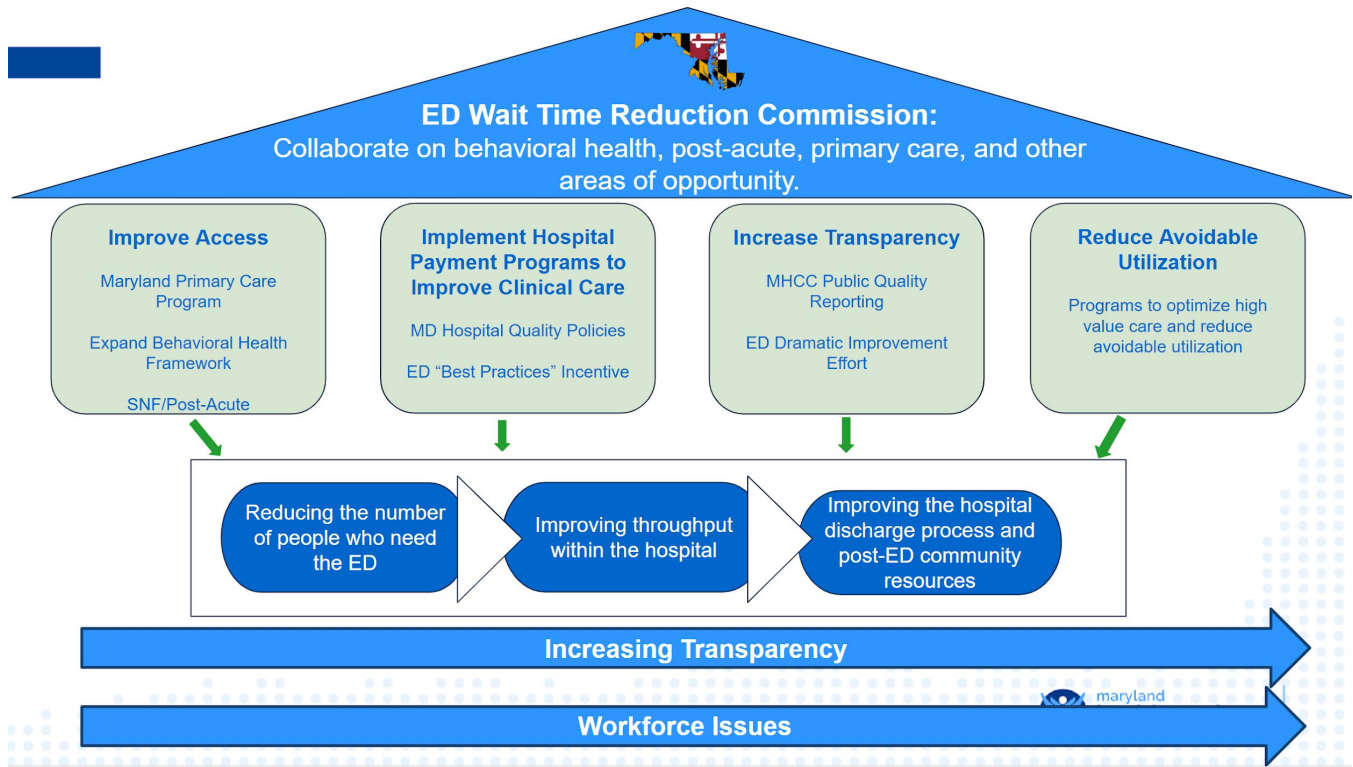 ED Wait Time Reduction Commission:
Collaborate on behavioral health, post-acute, primary care, and other
areas of opportunity.
Improve Access
Maryland Primary Care
Program
Expand Behavioral Health
Framework
SNF/Post-Acute
Implement Hospital
Payment Programs to
Improve Clinical Care
MD Hospital Quality Policies
ED “Best Practices” Incentive
Increase Transparency
MHCC Public Quality
Reporting
ED Dramatic Improvement
Effort
Reduce Avoidable
Utilization
Programs to optimize high
value care and reduce
avoidable utilization
Reducing the number
of people who need
the ED
Improving throughput
within the hospital
Improving the hospital
discharge process and
post-ED community
resources
Increasing Transparency
maryland
Workforce Issues